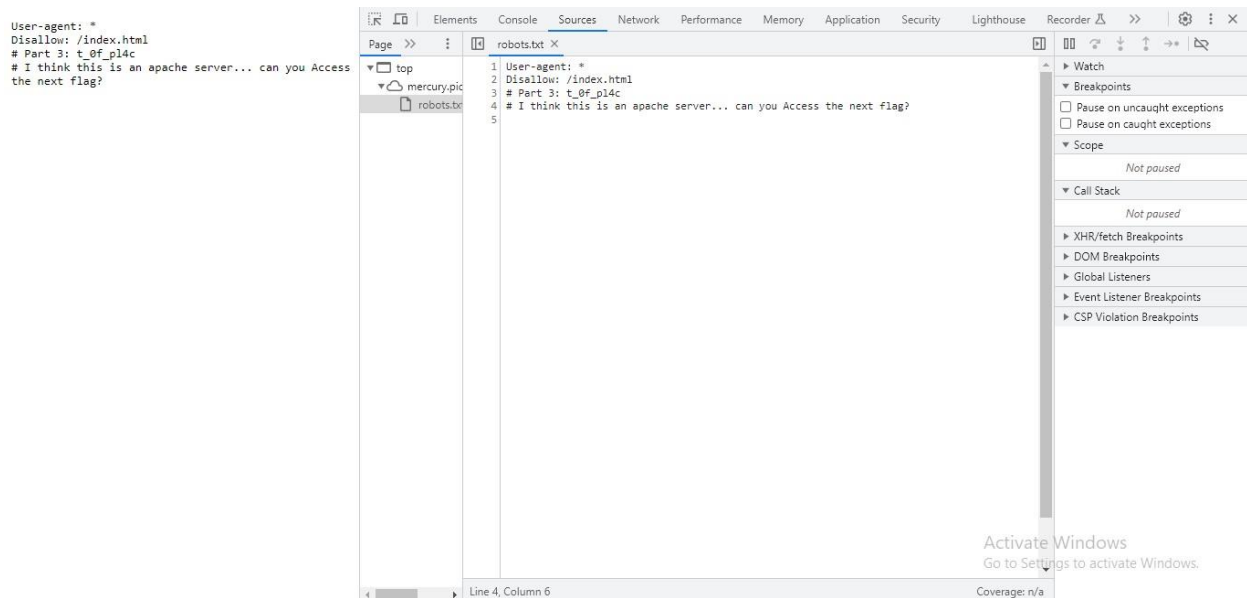 User-agent: *
Disallow: /index.html
# Part 3: t_0f_pl4c
# I think this is an apache server... can you Access
the next flag?
Elements Console Sources Network Performance Memory Application Security Lighthouse Recorder
Page
robots.txt
top
mercury.pic
robots.tx
1 User-agent: *
2 Disallow: /index.html
3 # Part 3: t_0f_pl4c
4 # I think this is an apache server... can you Access the next flag?
5
Watch
Breakpoints
Pause on uncaught exceptions
Pause on caught exceptions
Scope
Not paused
Call Stack
Not paused
XHR/fetch Breakpoints
DOM Breakpoints
Global Listeners
Event Listener Breakpoints
CSP Violation Breakpoints
Activate Windows
Go to Settings to activate Windows.
Line 4, Column 6
Coverage: n/a